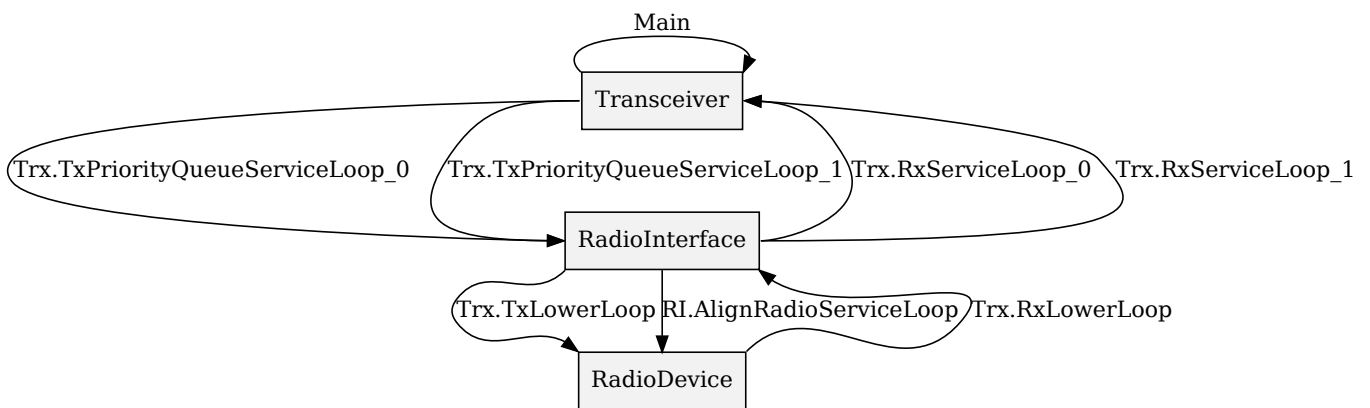 Main
Transceiver
Trx.TxPriorityQueueServiceLoop_0
Trx.TxPriorityQueueServiceLoop_1
Trx.RxServiceLoop_0
Trx.RxServiceLoop_1
RadioInterface
Trx.TxLowerLoop
RI.AlignRadioServiceLoop
Trx.RxLowerLoop
RadioDevice